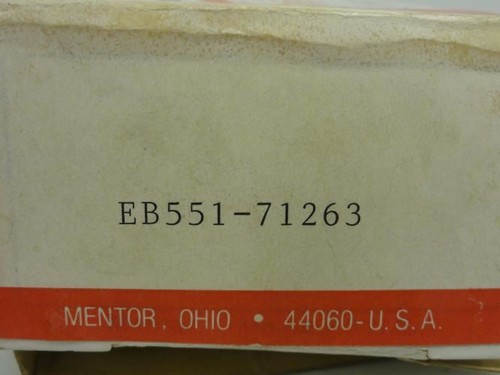 EB551-71263
MENTOR, OHIO • 44060-U.S.A.